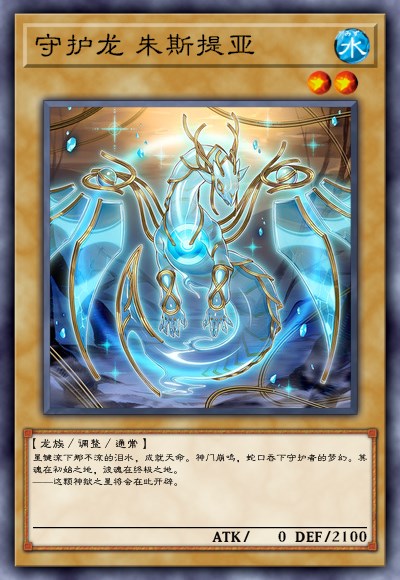 守护龙 朱斯提亚
水
【龙族/调整/通常】
星健流下那不流的泪水，成就天命。神门崩鸣，蛇口吞下守护者的梦幻。其
魂在初始之地，彼魂在终极之地。
——这颗神狱之星将会在此开辟。
ATK/ 0 DEF/2100